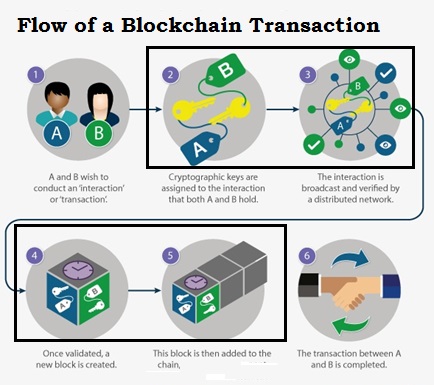 Flow of a Blockchain Transaction
1
A B
A and B wish to
conduct an 'interaction'
or 'transaction'.
2
B
A
Cryptographic keys are
assigned to the interaction
that both A and B hold.
3
B
A
The interaction is
broadcast and verified by
a distributed network.
4
A B
Once validated, a
new block is created.
5
A B
This block is then added to the
chain,
6
The transaction between A
and B is completed.